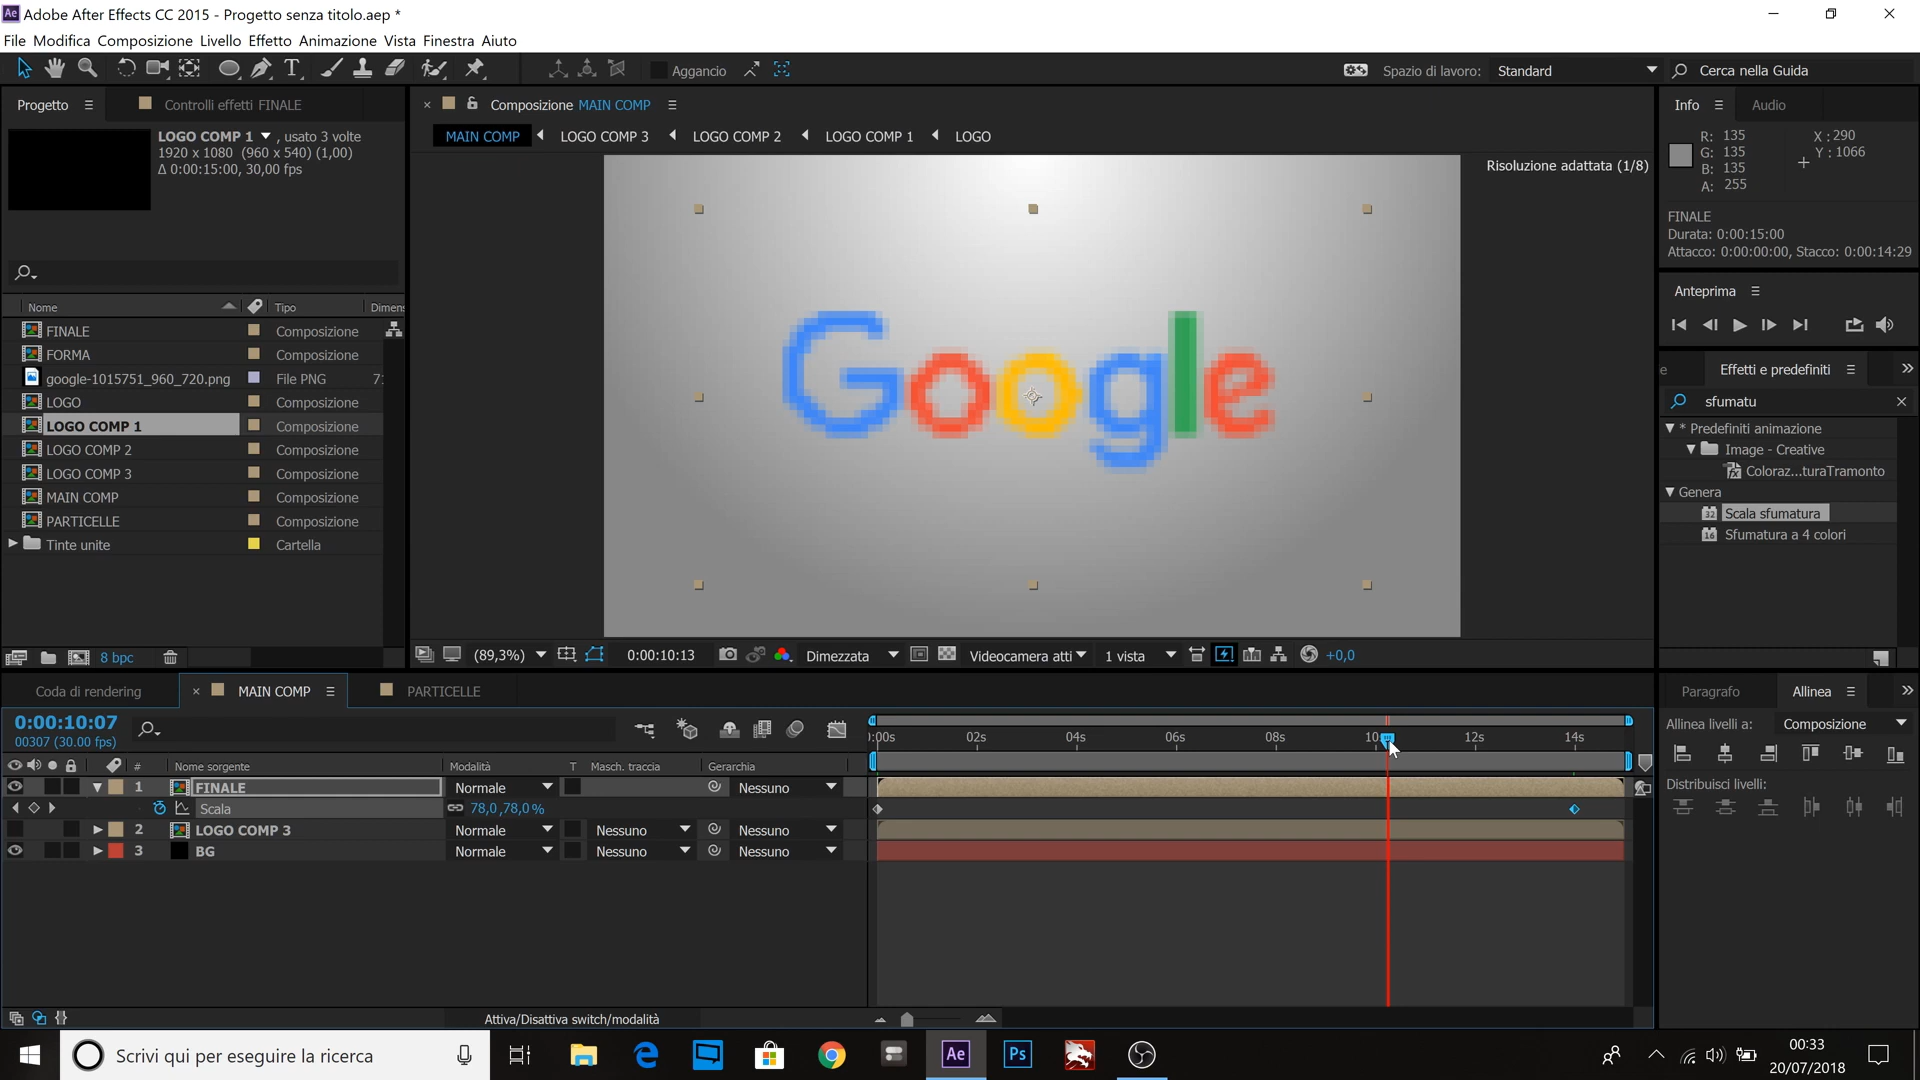 Adobe After Effects CC 2015 - Progetto senza titolo.aep *
File Modifica Composizione Livello Effetto Animazione Vista Finestra Aiuto
Aggancio
Spazio di lavoro: Standard
Cerca nella Guida
Progetto
Controlli effetti FINALE
LOGO COMP 1 , usato 3 volte
1920 x 1080 (960 x 540) (1,00)
Δ 0:00:15:00, 30,00 fps
Nome Tipo Dimens
FINALE Composizione
FORMA Composizione
google-1015751_960_720.png File PNG 71
LOGO Composizione
LOGO COMP 1 Composizione
LOGO COMP 2 Composizione
LOGO COMP 3 Composizione
MAIN COMP Composizione
PARTICELLE Composizione
Tinte unite Cartella
8 bpc
Composizione MAIN COMP
MAIN COMP LOGO COMP 3 LOGO COMP 2 LOGO COMP 1 LOGO
Risoluzione adattata (1/8)
Google
(89,3%) 0:00:10:13 Dimezzata Videocamera atti 1 vista +0,0
Info Audio
R: 135 X : 290
G: 135 Y : 1066
B: 135
A: 255
FINALE
Durata: 0:00:15:00
Attacco: 0:00:00:00, Stacco: 0:00:14:29
Anteprima
e Effetti e predefiniti
sfumatu
* Predefiniti animazione
Image - Creative
Coloraz...turaTramonto
Genera
32 Scala sfumatura
16 Sfumatura a 4 colori
Coda di rendering MAIN COMP PARTICELLE
0:00:10:07
00307 (30.00 fps)
:00s 02s 04s 06s 08s 10 12s 14s
# Nome sorgente Modalità T Masch. traccia Gerarchia
1 FINALE Normale Nessuno
Scala 78,0,78,0%
2 LOGO COMP 3 Normale Nessuno Nessuno
3 BG Normale Nessuno Nessuno
Attiva/Disattiva switch/modalità
Paragrafo Allinea
Allinea livelli a: Composizione
Distribuisci livelli:
Scrivi qui per eseguire la ricerca
Ae
Ps
00:33
20/07/2018